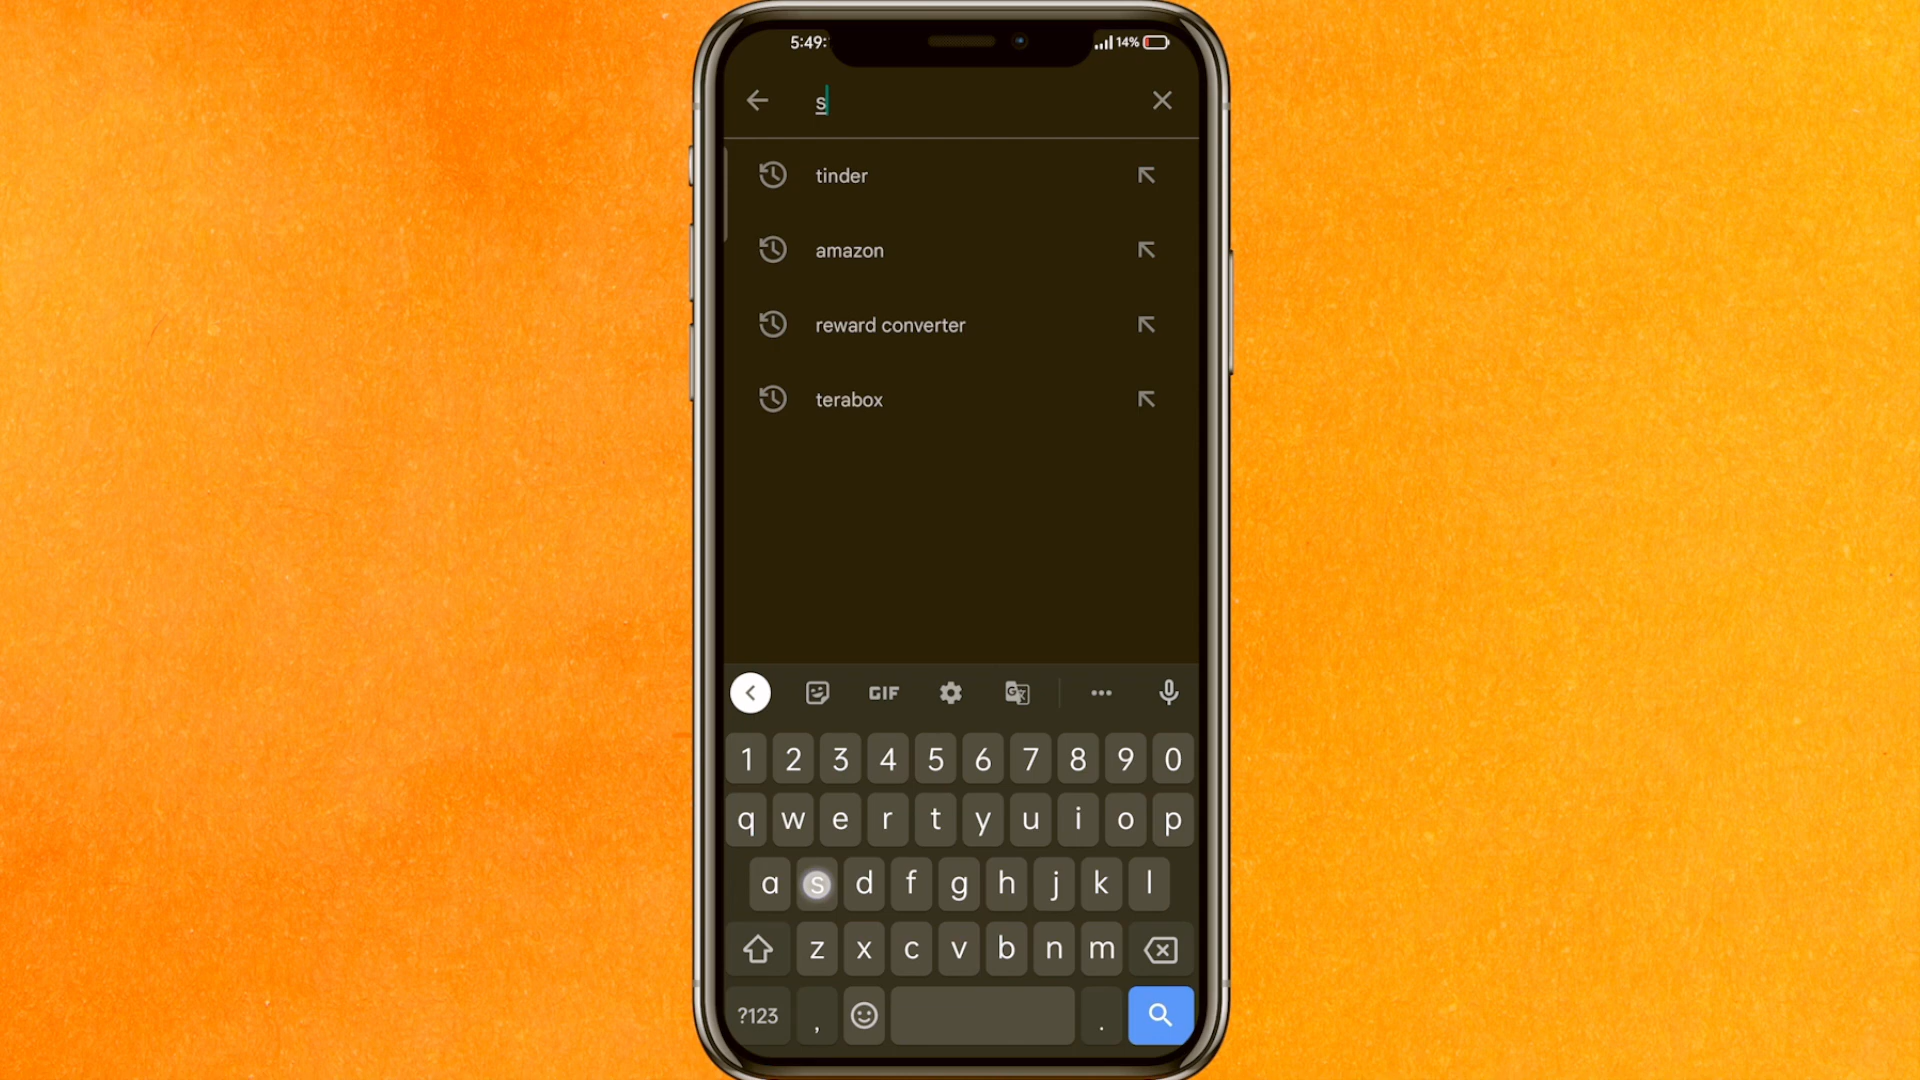 5:49:
14%
s
tinder
amazon
reward converter
terabox
GIF
1 2 3 4 5 6 7 8 9 0
q w e r t y u i o p
a s d f g h j k l
z x c v b n m
?123 , .